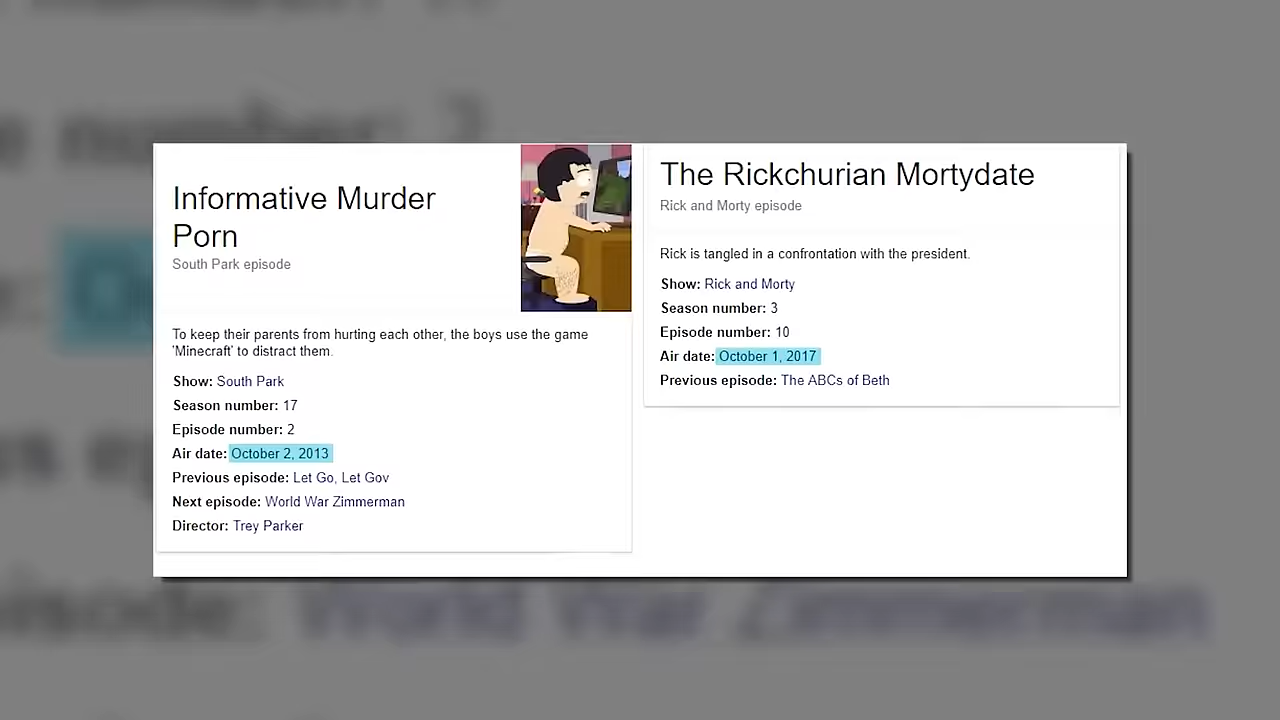 Informative Murder
Porn
South Park episode
To keep their parents from hurting each other, the boys use the game
'Minecraft' to distract them.
Show: South Park
Season number: 17
Episode number: 2
Air date: October 2, 2013
Previous episode: Let Go, Let Gov
Next episode: World War Zimmerman
Director: Trey Parker
The Rickchurian Mortydate
Rick and Morty episode
Rick is tangled in a confrontation with the president.
Show: Rick and Morty
Season number: 3
Episode number: 10
Air date: October 1, 2017
Previous episode: The ABCs of Beth